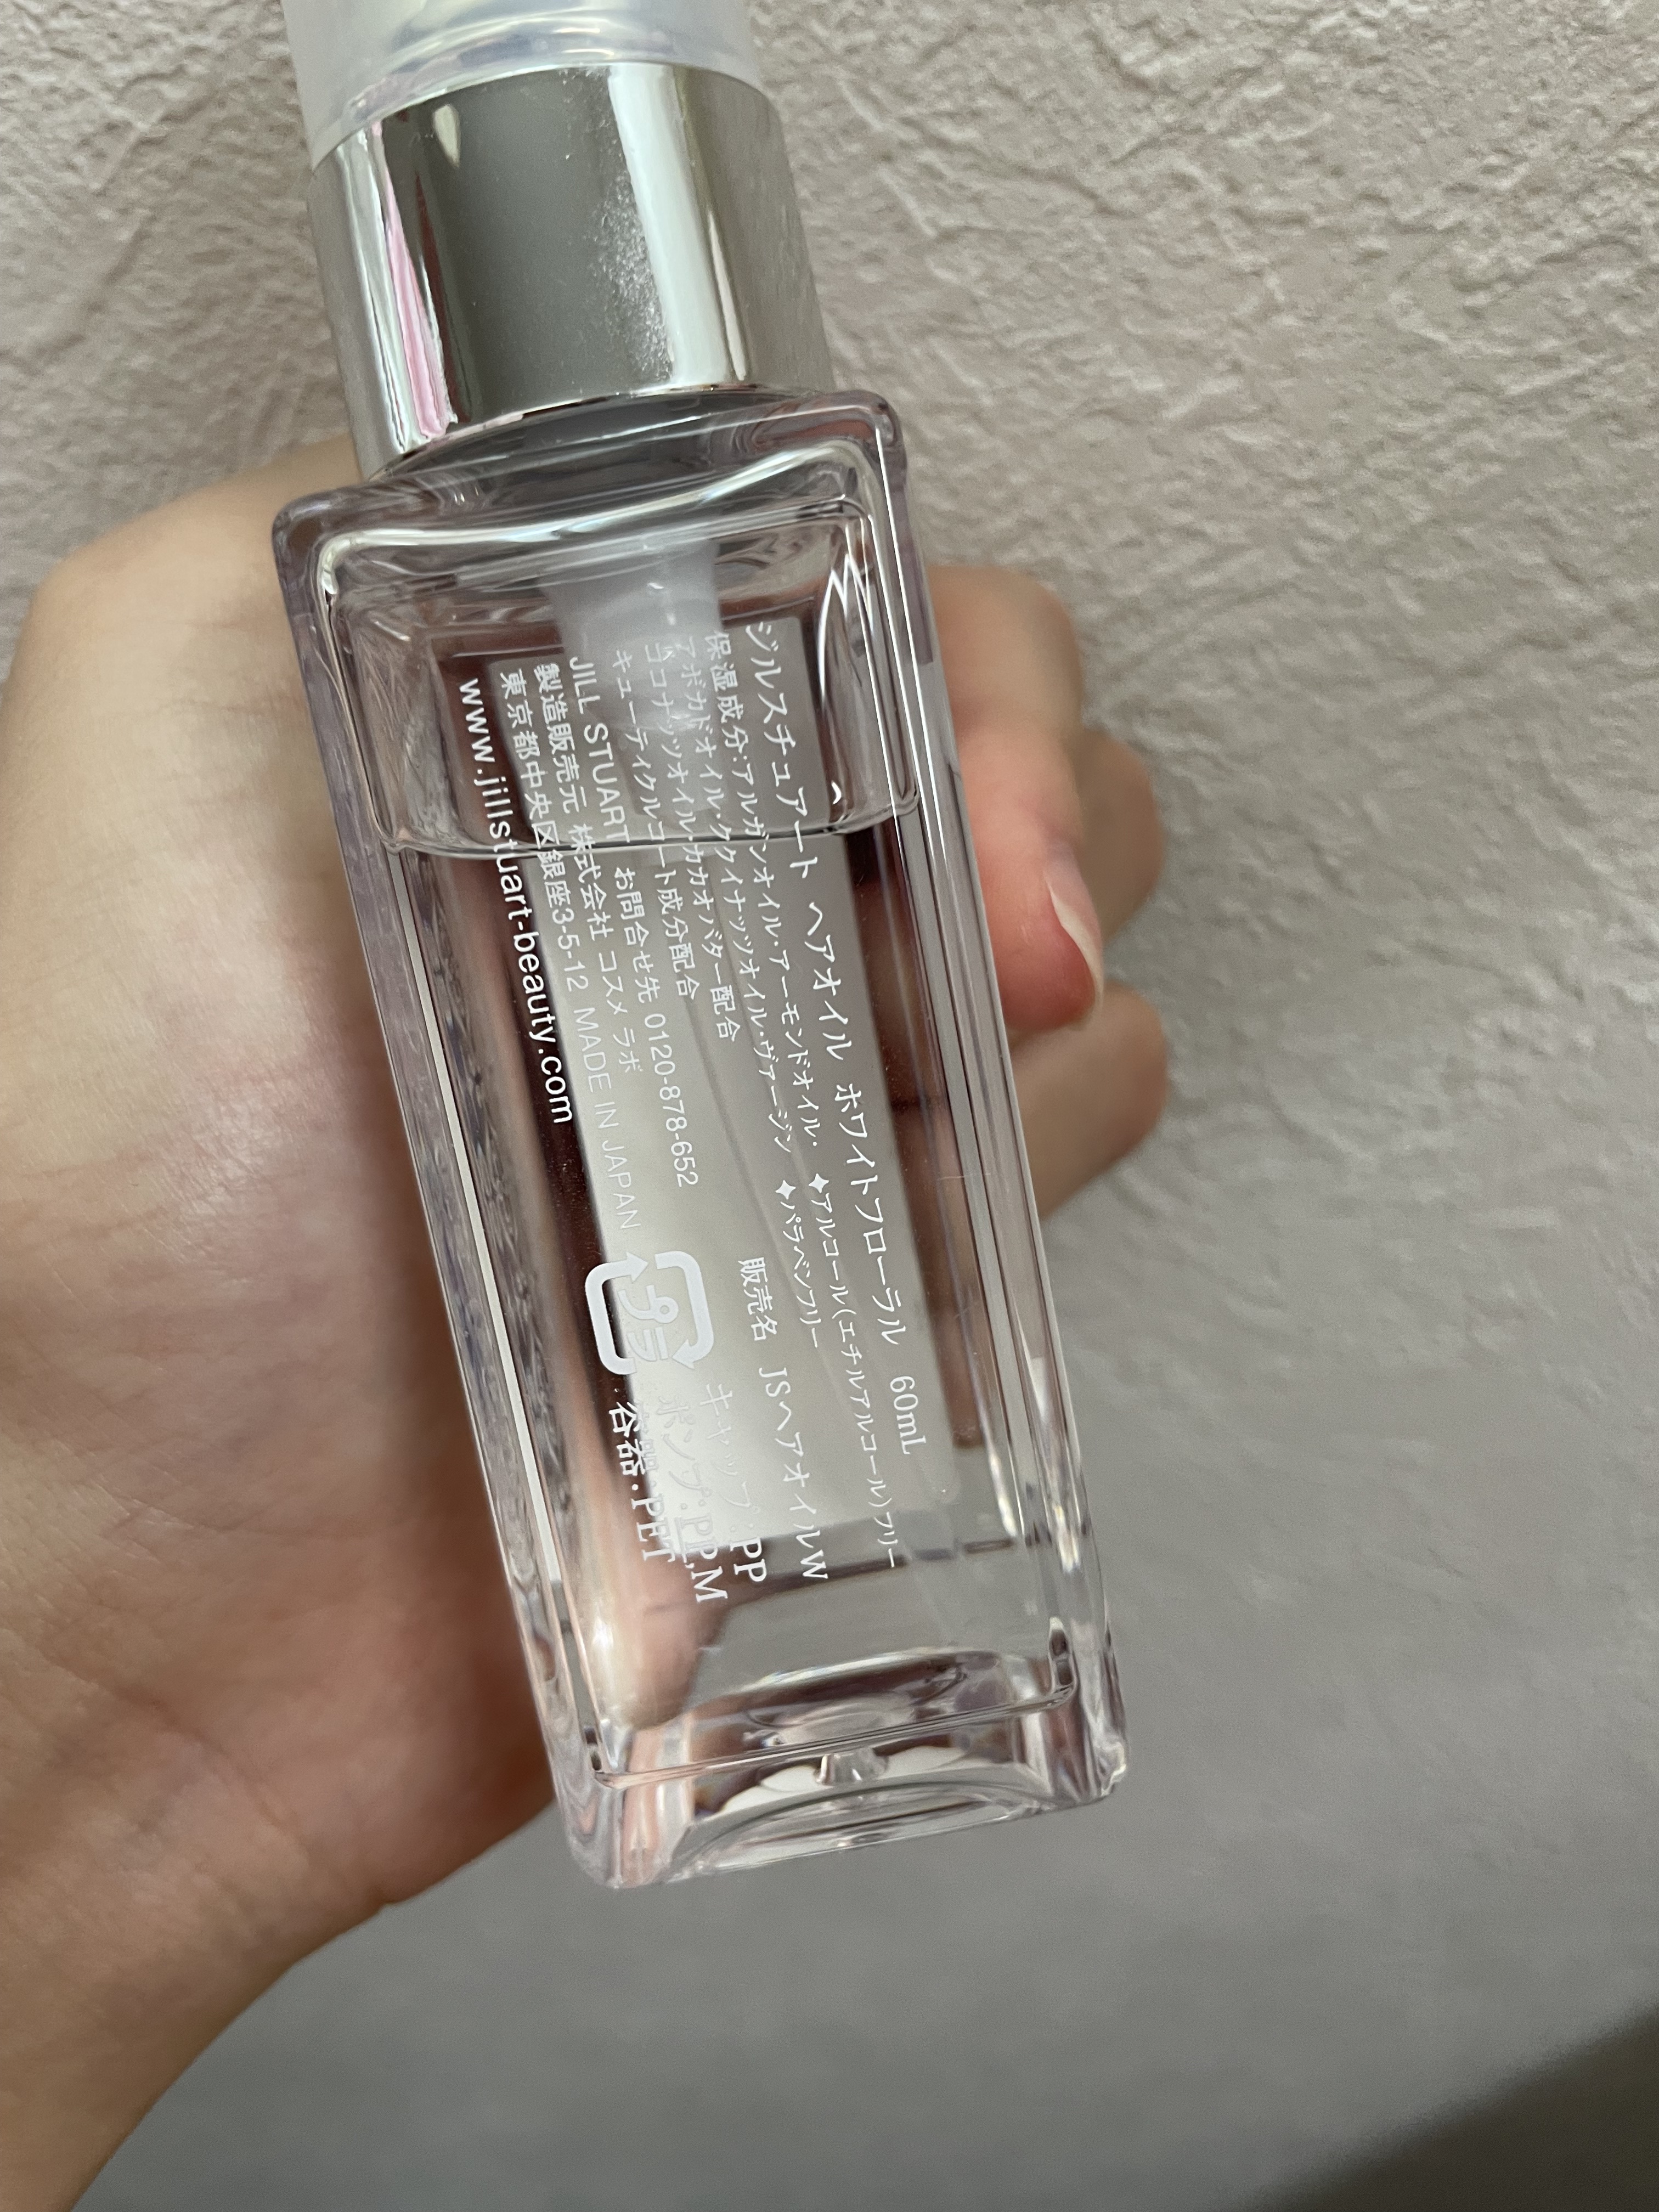 ジルスチュアート ヘアオイル ホワイトフローラル 60mL
保湿成分:アルガンオイル・アーモンドオイル・ ✦アルコール(エチルアルコール)フリー
アボカドオイル・ククイナッツオイル・ヴァージン ✦パラベンフリー
ココナッツオイル・カカオバター配合
キューティクルコート成分配合
販売名 JSヘアオイルW
JILL STUART お問合せ先 0120-878-652
製造販売元 株式会社 コスメ ラボ
東京都中央区銀座3-5-12 MADE IN JAPAN
www.jillstuart-beauty.com
プラ
キャップ:PP
ポンプ:PP,M
容器:PET